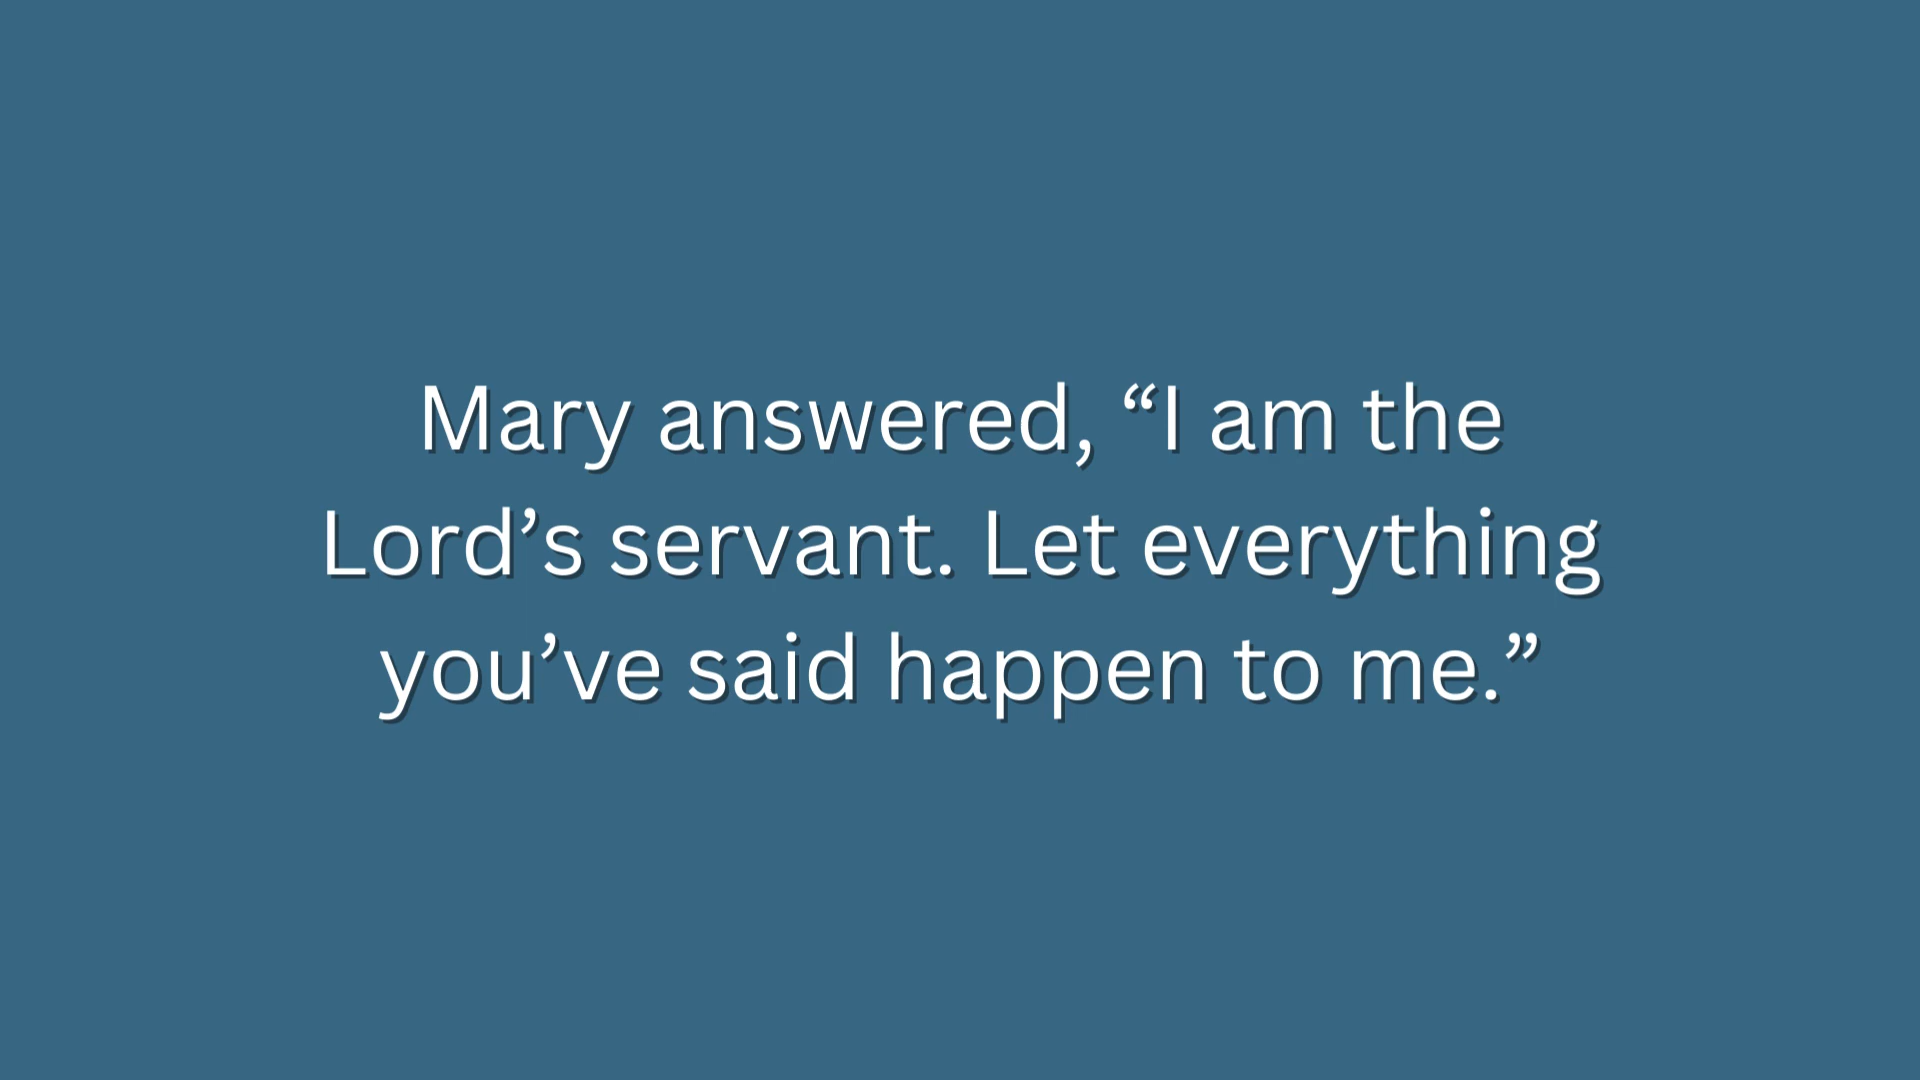 Mary answered, “I am the
Lord’s servant. Let everything
you’ve said happen to me.”